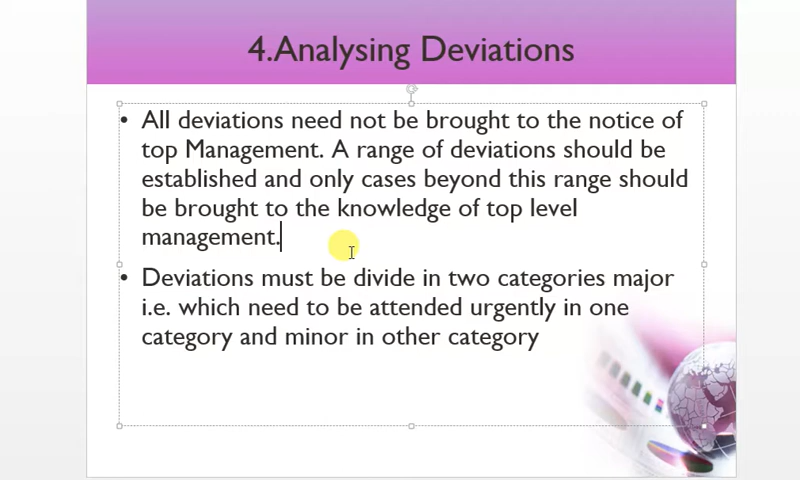 4.Analysing Deviations
• All deviations need not be brought to the notice of
top Management. A range of deviations should be
established and only cases beyond this range should
be brought to the knowledge of top level
management.
• Deviations must be divide in two categories major
i.e. which need to be attended urgently in one
category and minor in other category